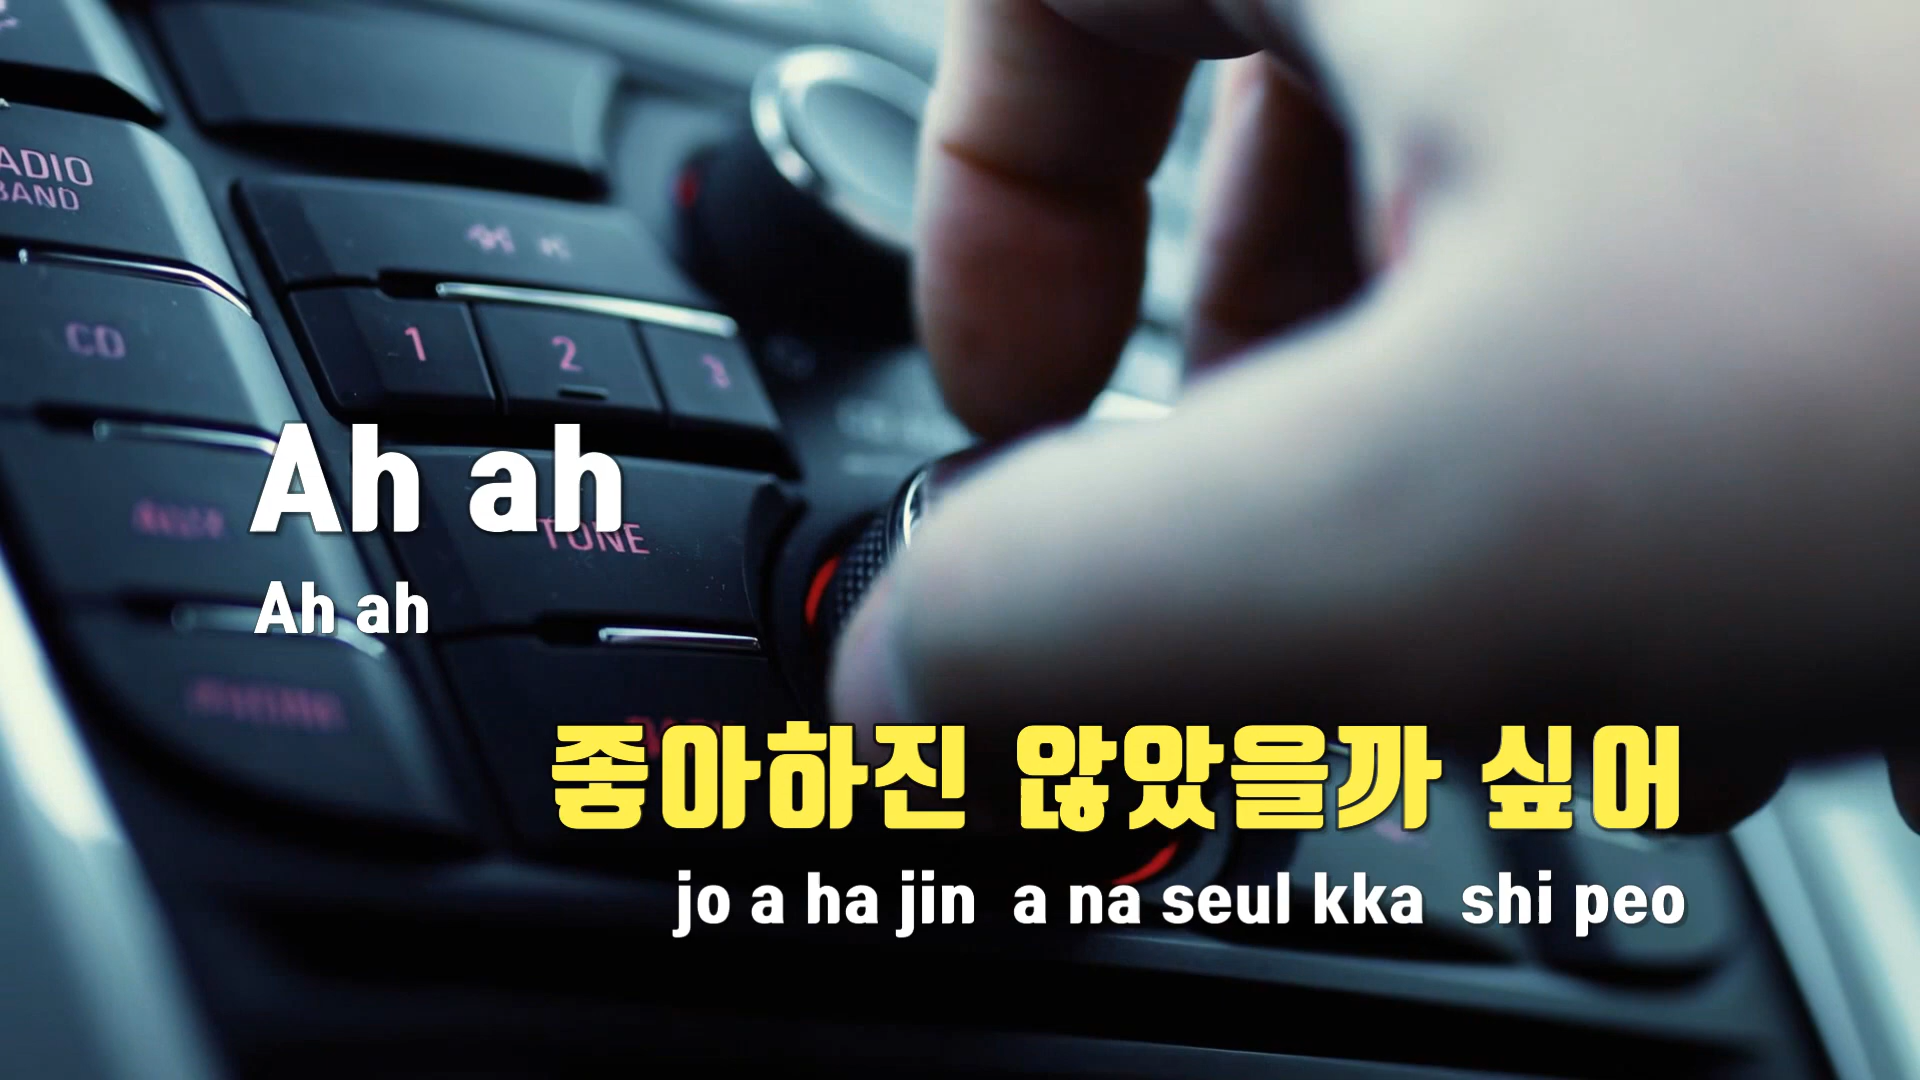 ADIO
BAND
CD
1 2 3
TONE
Ah ah
Ah ah
좋아하진 않았을까 싶어
jo a ha jin a na seul kka shi peo